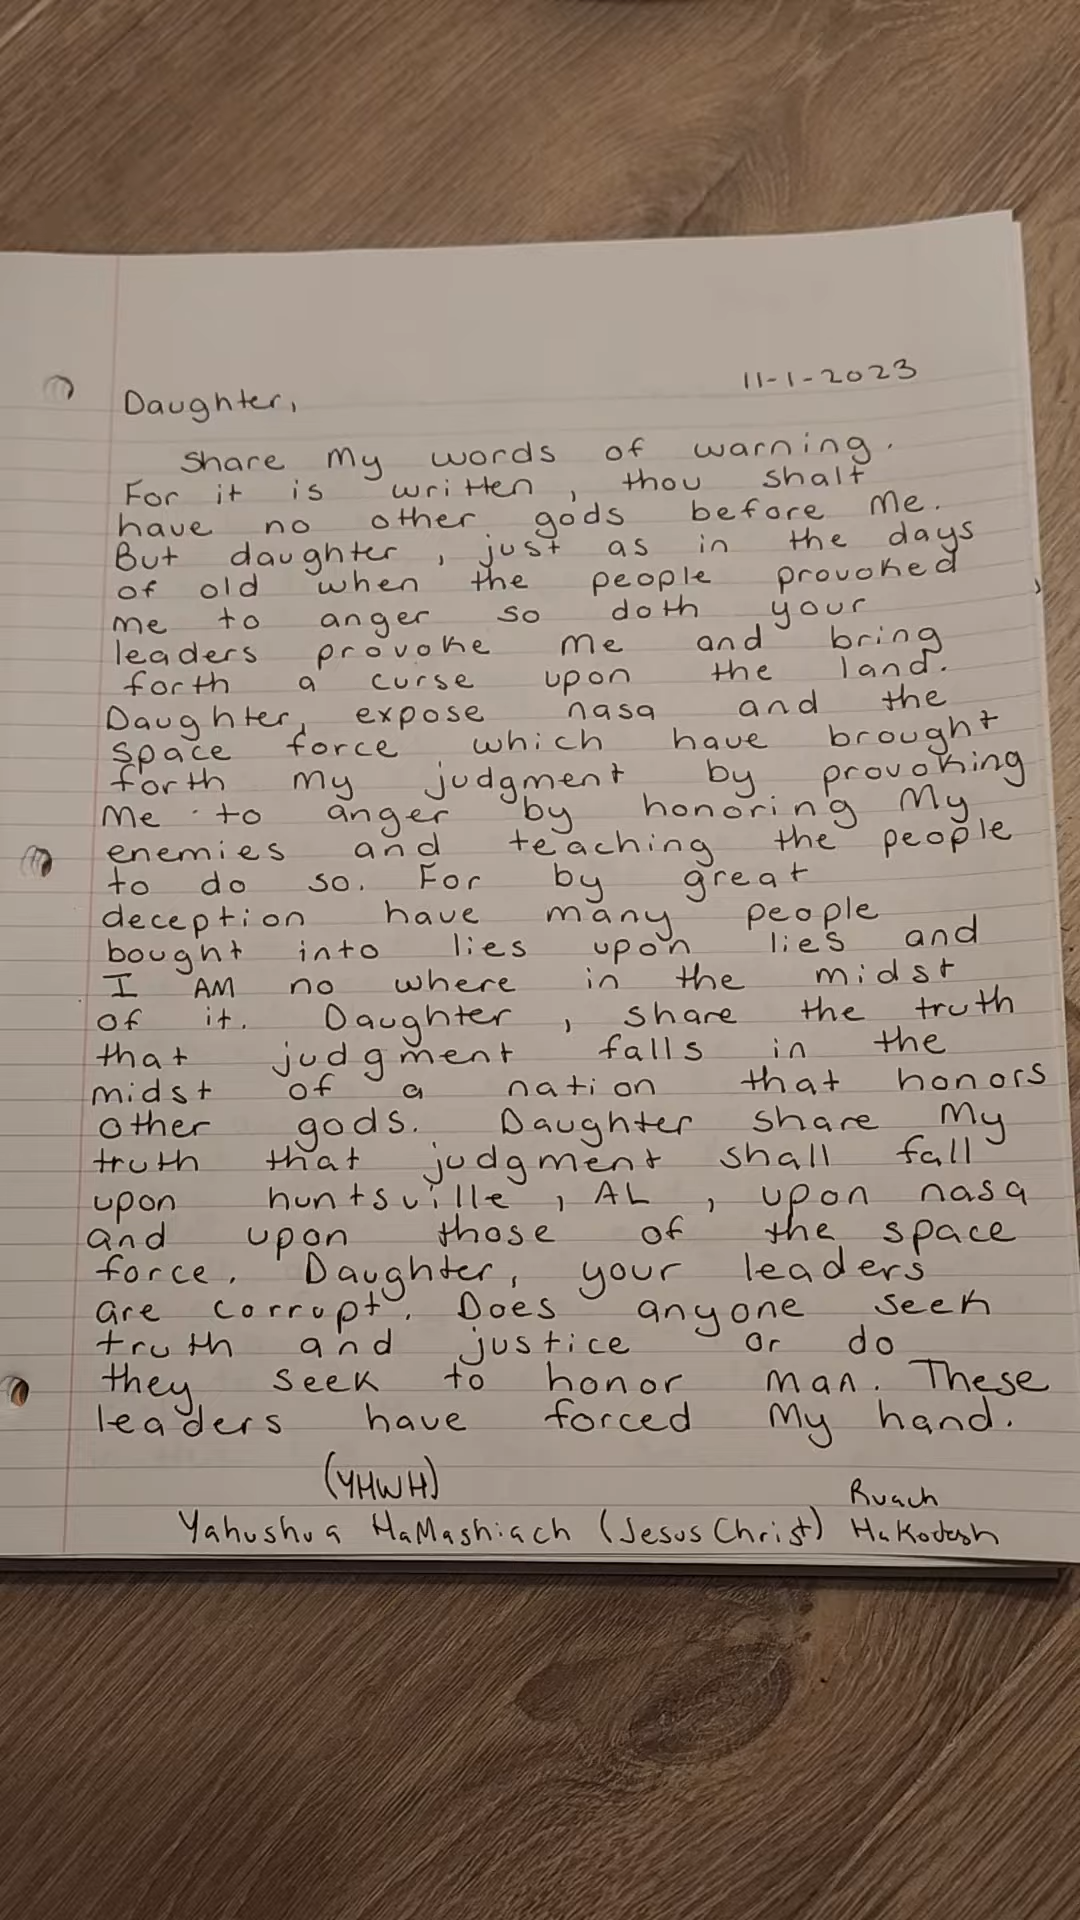 11-1-2023
Daughter,
Share My words of warning.
For it is written, thou shalt
have no other gods before Me.
But daughter, just as in the days
of old when the people provoked
me to anger so doth your
leaders provoke me and bring
forth a curse upon the land.
Daughter, expose nasa and the
space force which have brought
forth my judgment by provoking
Me to anger by honoring My
enemies and teaching the people
to do so. For by great
deception have many people
bought into lies upon lies and
I AM no where in the midst
of it. Daughter, share the truth
that judgment falls in the
midst of a nation that honors
other gods. Daughter share My
truth that judgment shall fall
upon huntsville, AL, upon nasa
and upon those of the space
force. Daughter, your leaders
are corrupt. Does anyone seek
truth and justice or do
they seek to honor man. These
leaders have forced My hand.
(YHWH)
Yahushua HaMashiach (Jesus Christ) Ruach HaKodesh